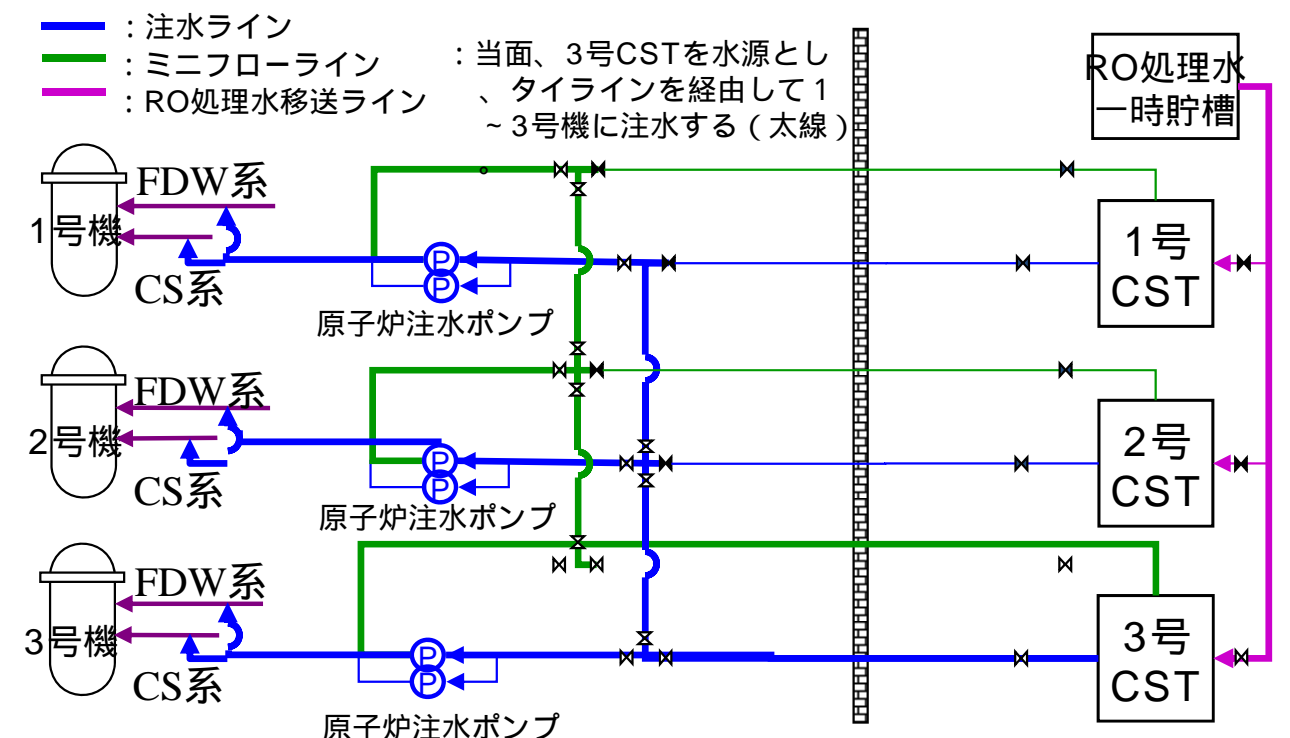 ：注水ライン
：ミニフローライン
：RO処理水移送ライン
：当面、3号CSTを水源とし
、タイラインを経由して1
~3号機に注水する（太線）
RO処理水
一時貯槽
FDW系
1号機
CS系
P
P
原子炉注水ポンプ
1号
CST
FDW系
2号機
CS系
P
P
原子炉注水ポンプ
2号
CST
FDW系
3号機
CS系
P
P
原子炉注水ポンプ
3号
CST